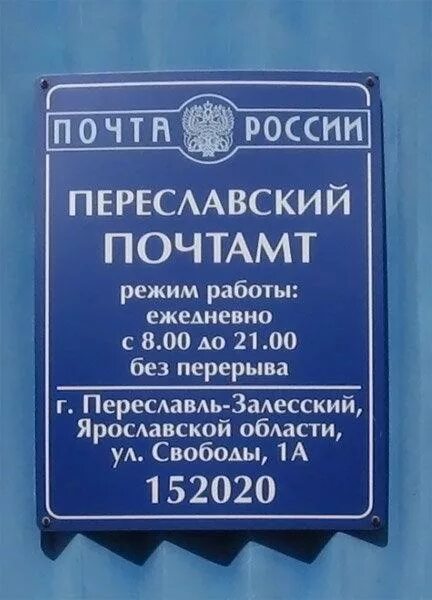 ПОЧТА РОССИИ
ПЕРЕСЛАВСКИЙ
ПОЧТАМТ
режим работы:
ежедневно
с 8.00 до 21.00
без перерыва
г. Переславль-Залесский,
Ярославской области,
ул. Свободы, 1А
152020